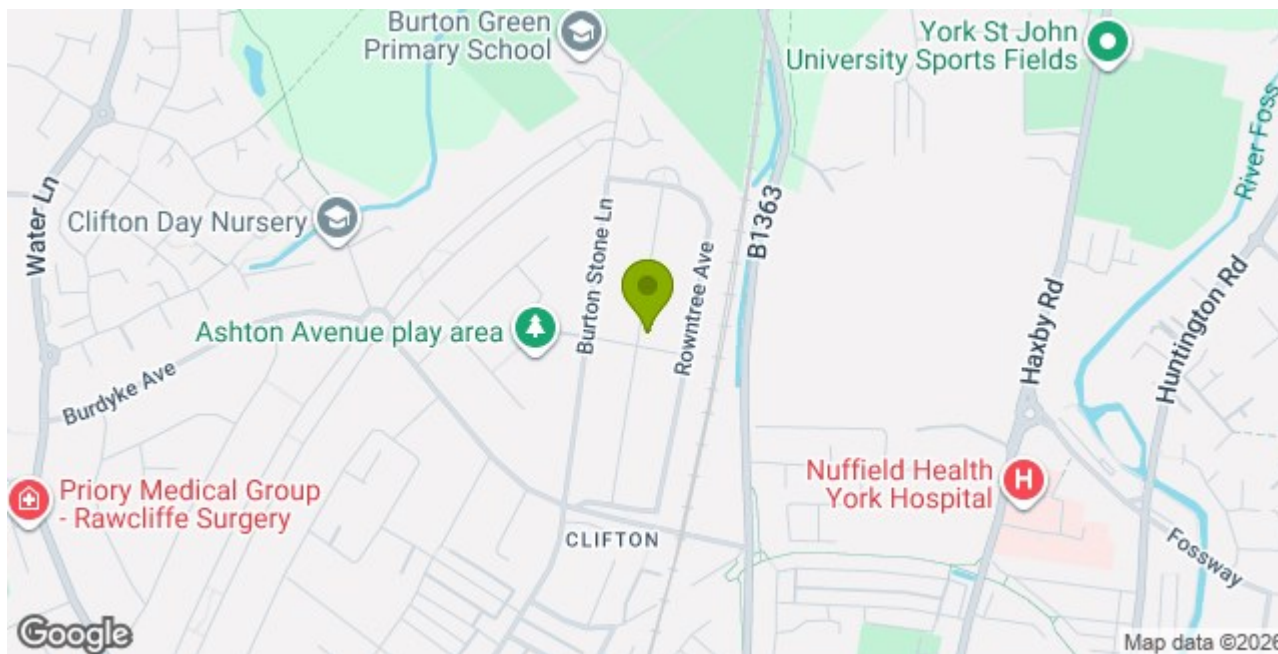 Burton Green
Primary School
York St John
University Sports Fields
River Foss
Water Ln
Clifton Day Nursery
Burton Stone Ln
B1363
Rowntree Ave
Haxby Rd
Huntington Rd
Ashton Avenue play area
Burdyke Ave
Priory Medical Group
- Rawcliffe Surgery
Nuffield Health
York Hospital
H
CLIFTON
Fossway
Google
Map data ©2026